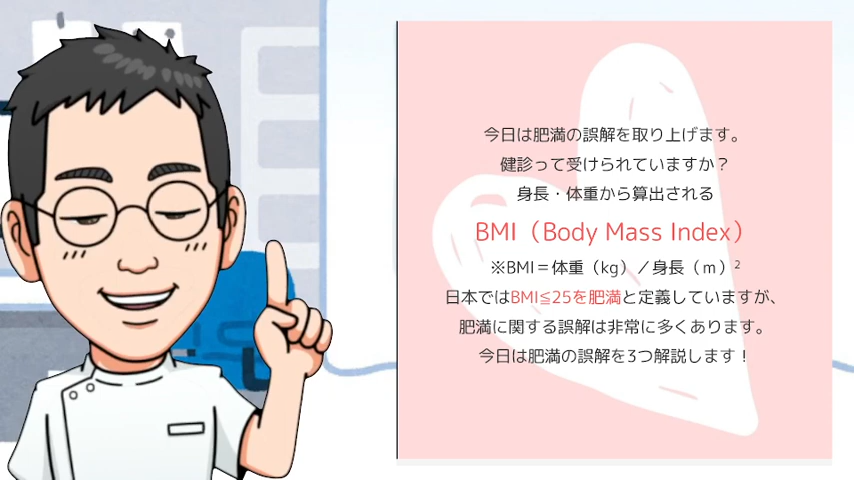 今日は肥満の誤解を取り上げます。
健診って受けられていますか？
身長・体重から算出される
BMI（Body Mass Index）
※BMI＝体重（kg）／身長（ｍ）²
日本ではBMI≦25を肥満と定義していますが、
肥満に関する誤解は非常に多くあります。
今日は肥満の誤解を3つ解説します！